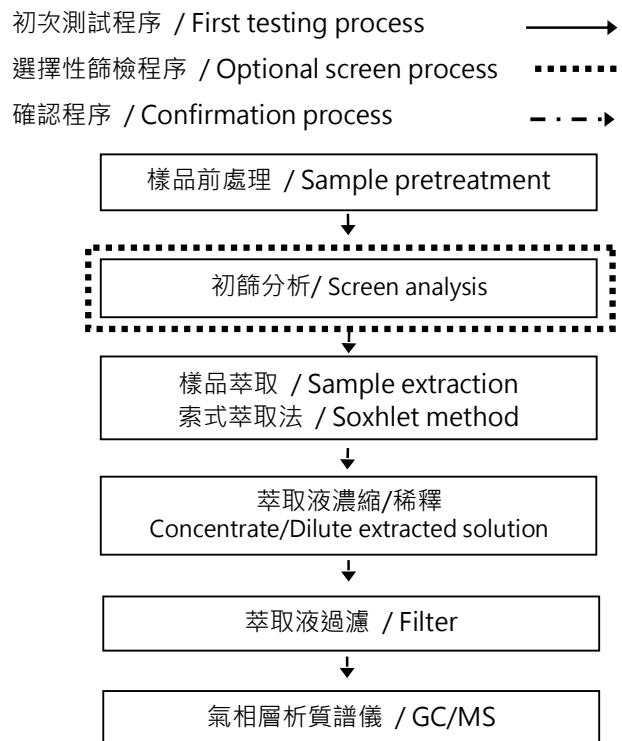 初次測試程序 / First testing process
選擇性篩檢程序 / Optional screen process
確認程序 / Confirmation process
樣品前處理 / Sample pretreatment
初篩分析/ Screen analysis
樣品萃取 / Sample extraction
索式萃取法 / Soxhlet method
萃取液濃縮/稀釋
Concentrate/Dilute extracted solution
萃取液過濾 / Filter
氣相層析質譜儀 / GC/MS